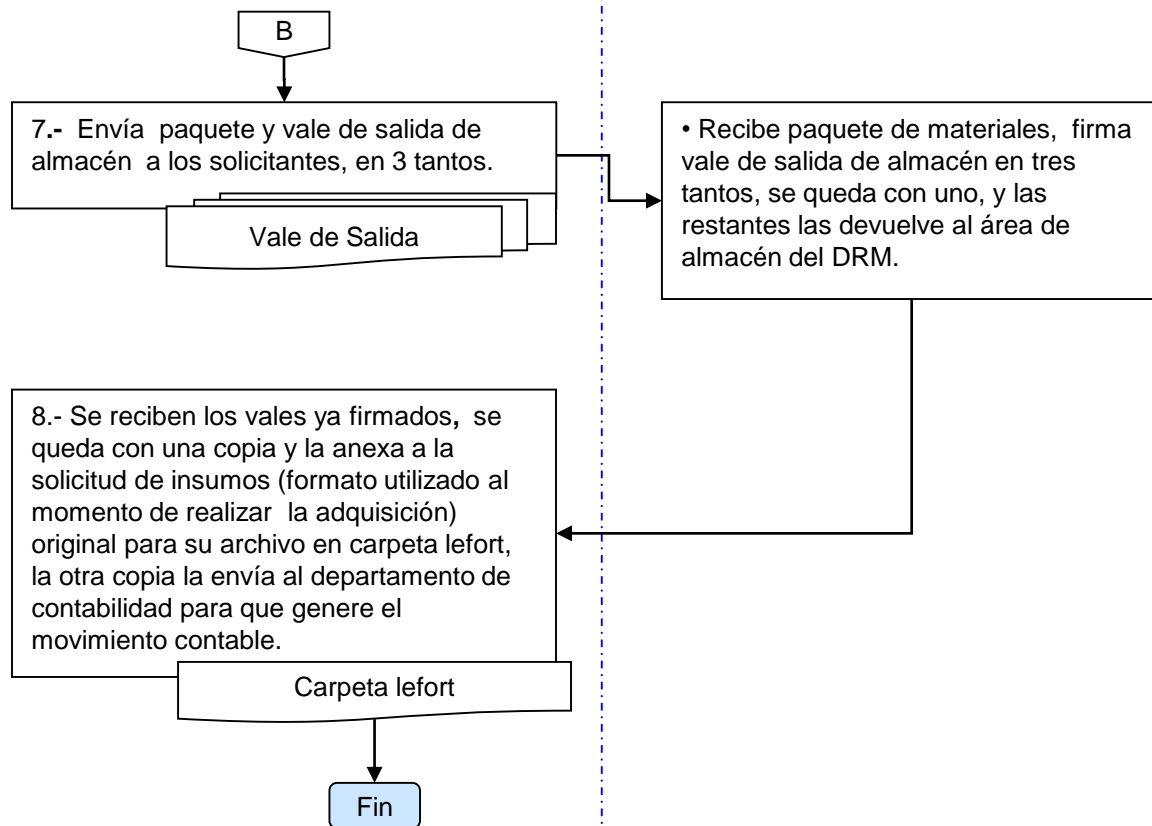 B
7.- Envía paquete y vale de salida de
almacén a los solicitantes, en 3 tantos.
Vale de Salida
• Recibe paquete de materiales, firma
vale de salida de almacén en tres
tantos, se queda con uno, y las
restantes las devuelve al área de
almacén del DRM.
8.- Se reciben los vales ya firmados, se
queda con una copia y la anexa a la
solicitud de insumos (formato utilizado al
momento de realizar la adquisición)
original para su archivo en carpeta lefort,
la otra copia la envía al departamento de
contabilidad para que genere el
movimiento contable.
Carpeta lefort
Fin